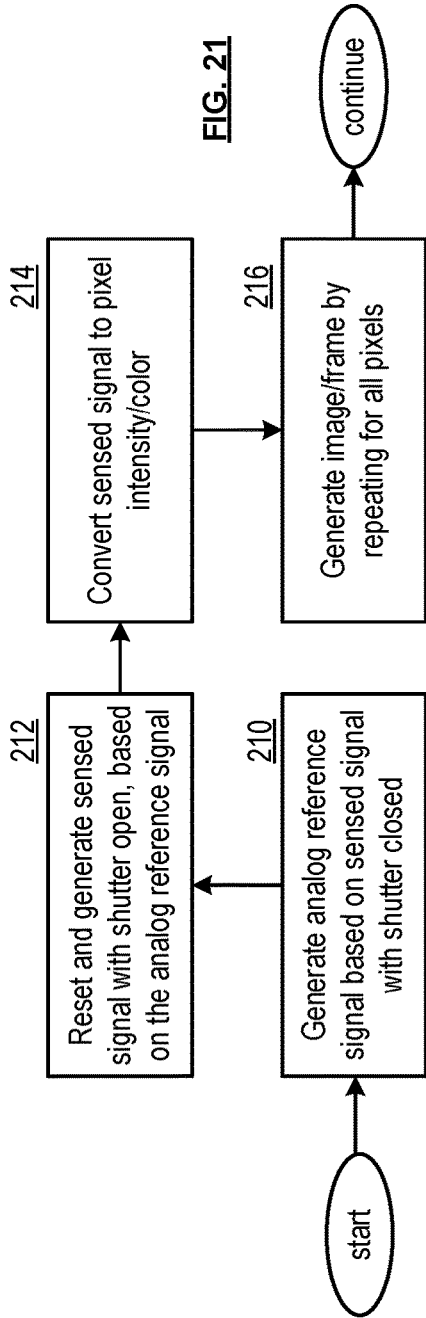 start
210
Generate analog reference
signal based on sensed signal
with shutter closed
212
Reset and generate sensed
signal with shutter open, based
on the analog reference signal
214
Convert sensed signal to pixel
intensity/color
216
Generate image/frame by
repeating for all pixels
continue
FIG. 21